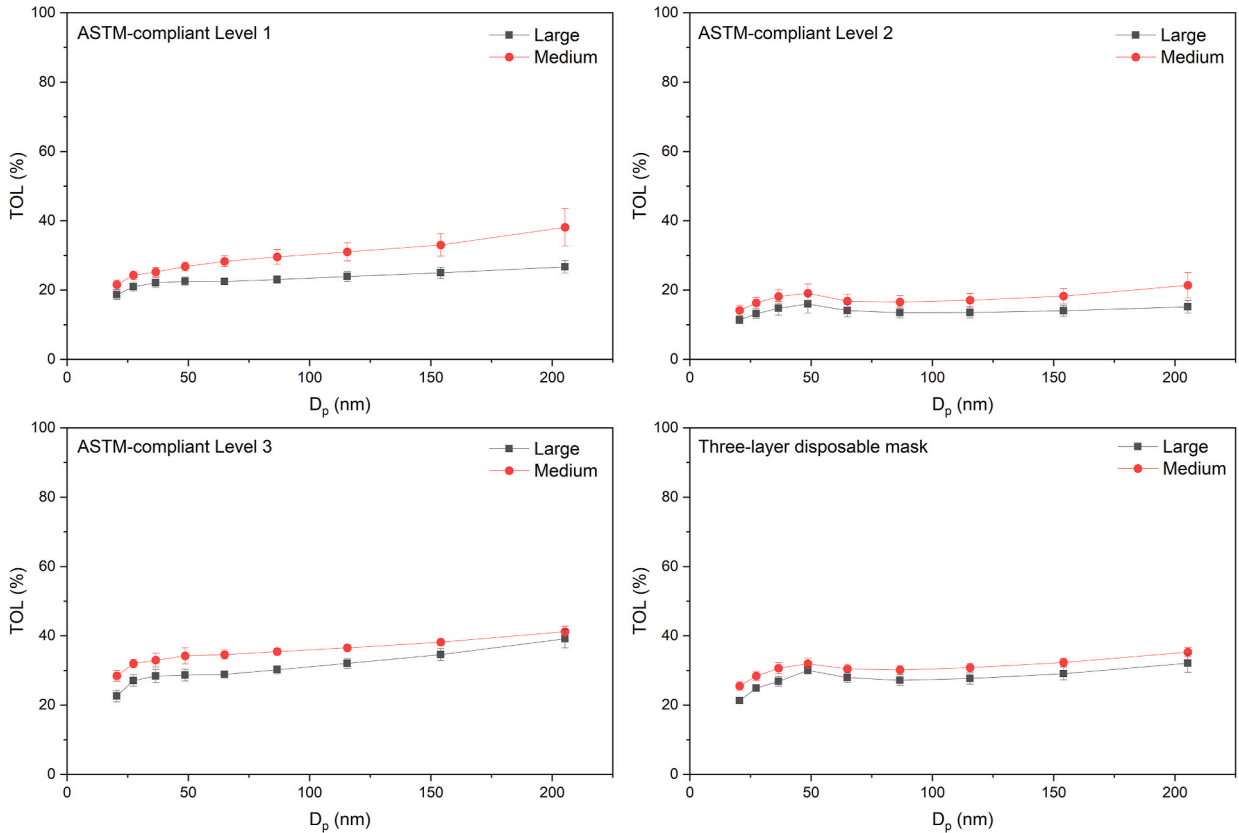 ASTM-compliant Level 1
Large
Medium
100
80
60
40
20
0
TOL (%)
0 50 100 150 200
Dp (nm)
ASTM-compliant Level 2
Large
Medium
100
80
60
40
20
0
TOL (%)
0 50 100 150 200
Dp (nm)
ASTM-compliant Level 3
Large
Medium
100
80
60
40
20
0
TOL (%)
0 50 100 150 200
Dp (nm)
Three-layer disposable mask
Large
Medium
100
80
60
40
20
0
TOL (%)
0 50 100 150 200
Dp (nm)